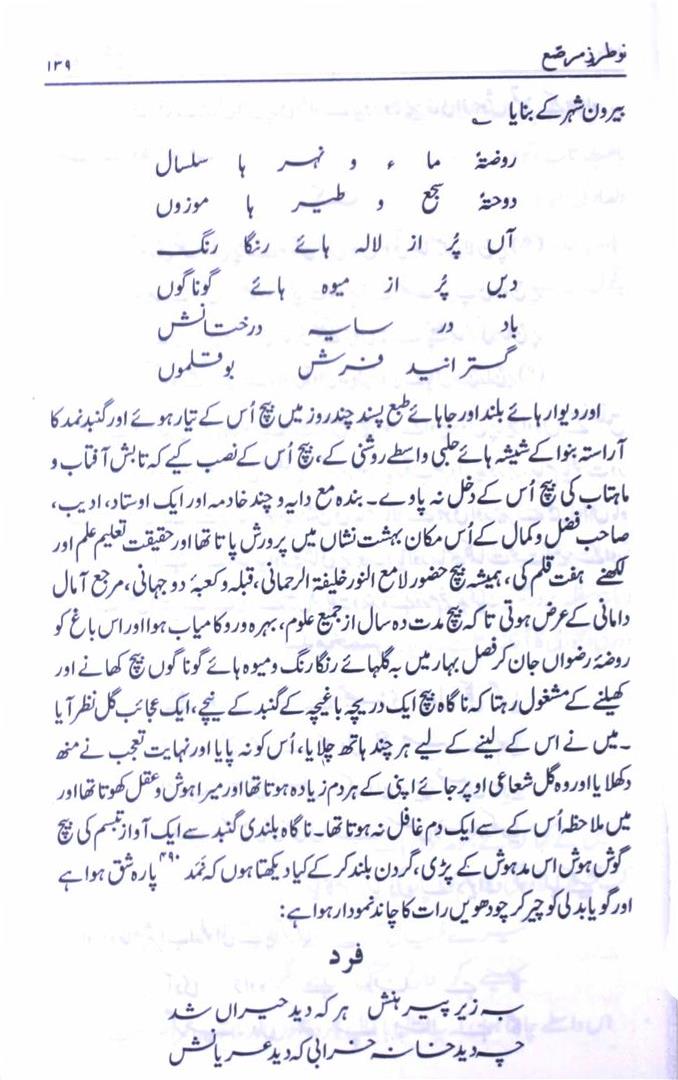 نو طرزِ مرصّع
۱۳۹
بیرون شہر کے بنایا ؂
روضۂ ماء و نہر ہا سلسال
دوحۂ سجع و طیر ہا موزوں
آں پُر از لالہ ہائے رنگا رنگ
دیں پُر از میوہ ہائے گوناگوں
باد در سایہ درختانش
گسترانید فرش بوقلموں
اور دیوار ہائے بلند اور جاہائے طبع پسند چند روز میں بیچ اُس کے تیار ہوئے اور گنبد نمد کا
آراستہ بنوا کے شیشہ ہائے حلبی واسطے روشنی کے، بیچ اُس کے نصب کیے کہ تابش آفتاب و
ماہتاب کی بیچ اُس کے دخل نہ پاوے۔ بندہ مع دایہ و چند خادمہ اور ایک اوستاد، ادیب،
صاحب فضل و کمال کے اُس مکان بہشت نشاں میں پرورش پاتا تھا اور حقیقت تعلیم علم اور
لکھنے ہفت قلم کی، ہمیشہ بیچ حضور لامع النور خلیفۃ الرحمانی، قبلہ و کعبۂ دو جہانی، مرجع آمال
دامانی کے عرض ہوتی تا کہ بیچ مدت دہ سال از جمیع علوم، بہرہ ور و کامیاب ہوا اور اس باغ کو
روضۂ رضواں جان کر فصل بہار میں بہ گلہائے رنگا رنگ و میوہ ہائے گوناگوں بیچ کھانے اور
کھیلنے کے مشغول رہتا کہ ناگاہ بیچ ایک دریچہ باغیچہ کے گنبد کے نیچے، ایک عجائب گل نظر آیا
۔ میں نے اس کے لینے کے لیے ہر چند ہاتھ چلایا، اُس کو نہ پایا اور نہایت تعجب نے منھ
دکھلایا اور وہ گل شعاعی اوپر جائے اپنی کے ہر دم زیادہ ہوتا تھا اور میرا ہوش و عقل کھوتا تھا اور
میں ملاحظہ اُس کے سے ایک دم غافل نہ ہوتا تھا۔ ناگاہ بلندی گنبد سے ایک آواز تبسم کی بیچ
گوش ہوش اس مدہوش کے پڑی، گردن بلند کر کے کیا دیکھتا ہوں کہ نمَد ۴۹۰ پارہ شق ہوا ہے
اور گویا بدلی کو چیر کر چودھویں رات کا چاند نمودار ہوا ہے:
فرد
بہ زیر پیرہنش ہر کہ دید حیراں شد
چہ دید خانہ خرابی کہ دید عریانش